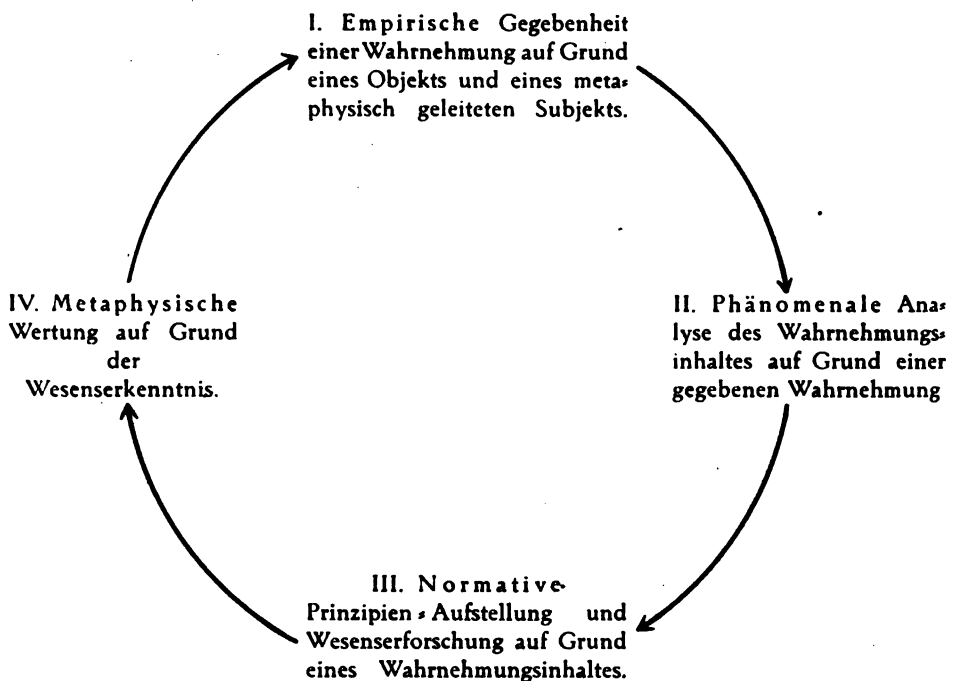 I. Empirische Gegebenheit
einer Wahrnehmung auf Grund
eines Objekts und eines meta-
physisch geleiteten Subjekts.
II. Phänomenale Ana-
lyse des Wahrnehmungs-
inhaltes auf Grund einer
gegebenen Wahrnehmung
III. Normative
Prinzipien-Aufstellung und
Wesenserforschung auf Grund
eines Wahrnehmungsinhaltes.
IV. Metaphysische
Wertung auf Grund
der
Wesenserkenntnis.